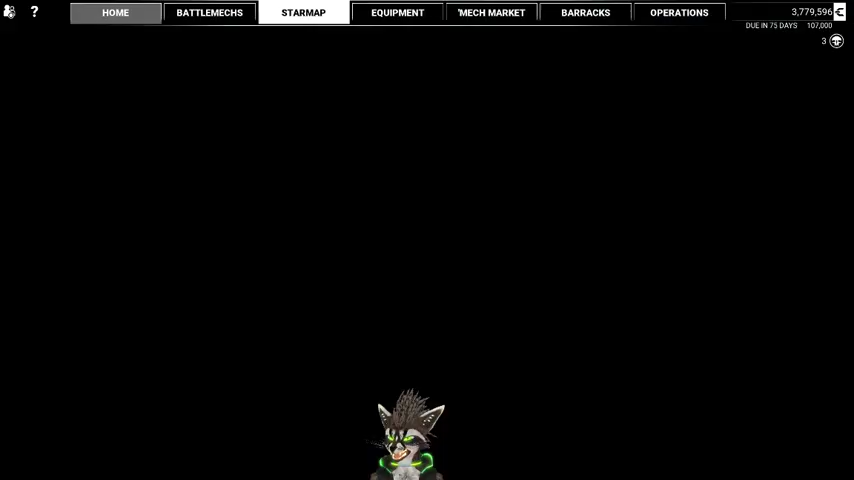 ? HOME BATTLEMECHS STARMAP EQUIPMENT 'MECH MARKET BARRACKS OPERATIONS 3,779,596
DUE IN 75 DAYS 107,000
3